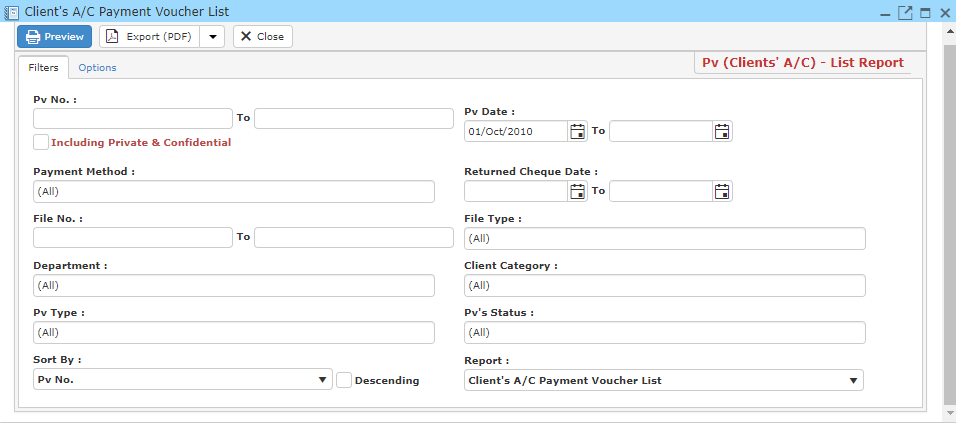 Client's A/C Payment Voucher List
Preview Export (PDF) Close
Filters Options
Pv (Clients' A/C) - List Report
Pv No. :
To
Including Private & Confidential
Pv Date :
01/Oct/2010 To
Payment Method :
(All)
Returned Cheque Date :
To
File No. :
To
File Type :
(All)
Department :
(All)
Client Category :
(All)
Pv Type :
(All)
Pv's Status :
(All)
Sort By :
Pv No. Descending
Report :
Client's A/C Payment Voucher List